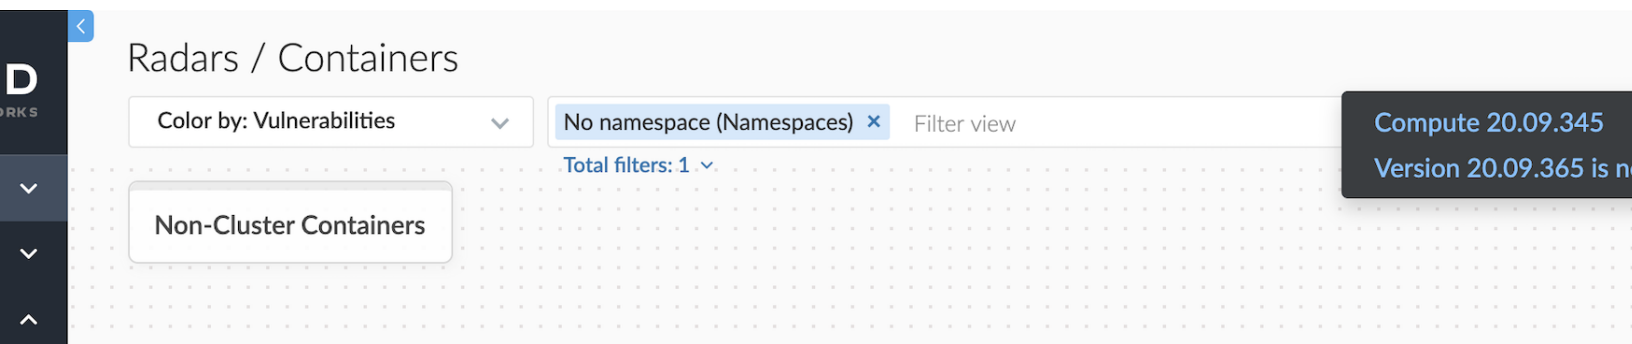 Radars / Containers
D
ORKS
Color by: Vulnerabilities
No namespace (Namespaces) × Filter view
Compute 20.09.345
Total filters: 1
Version 20.09.365 is
Non-Cluster Containers